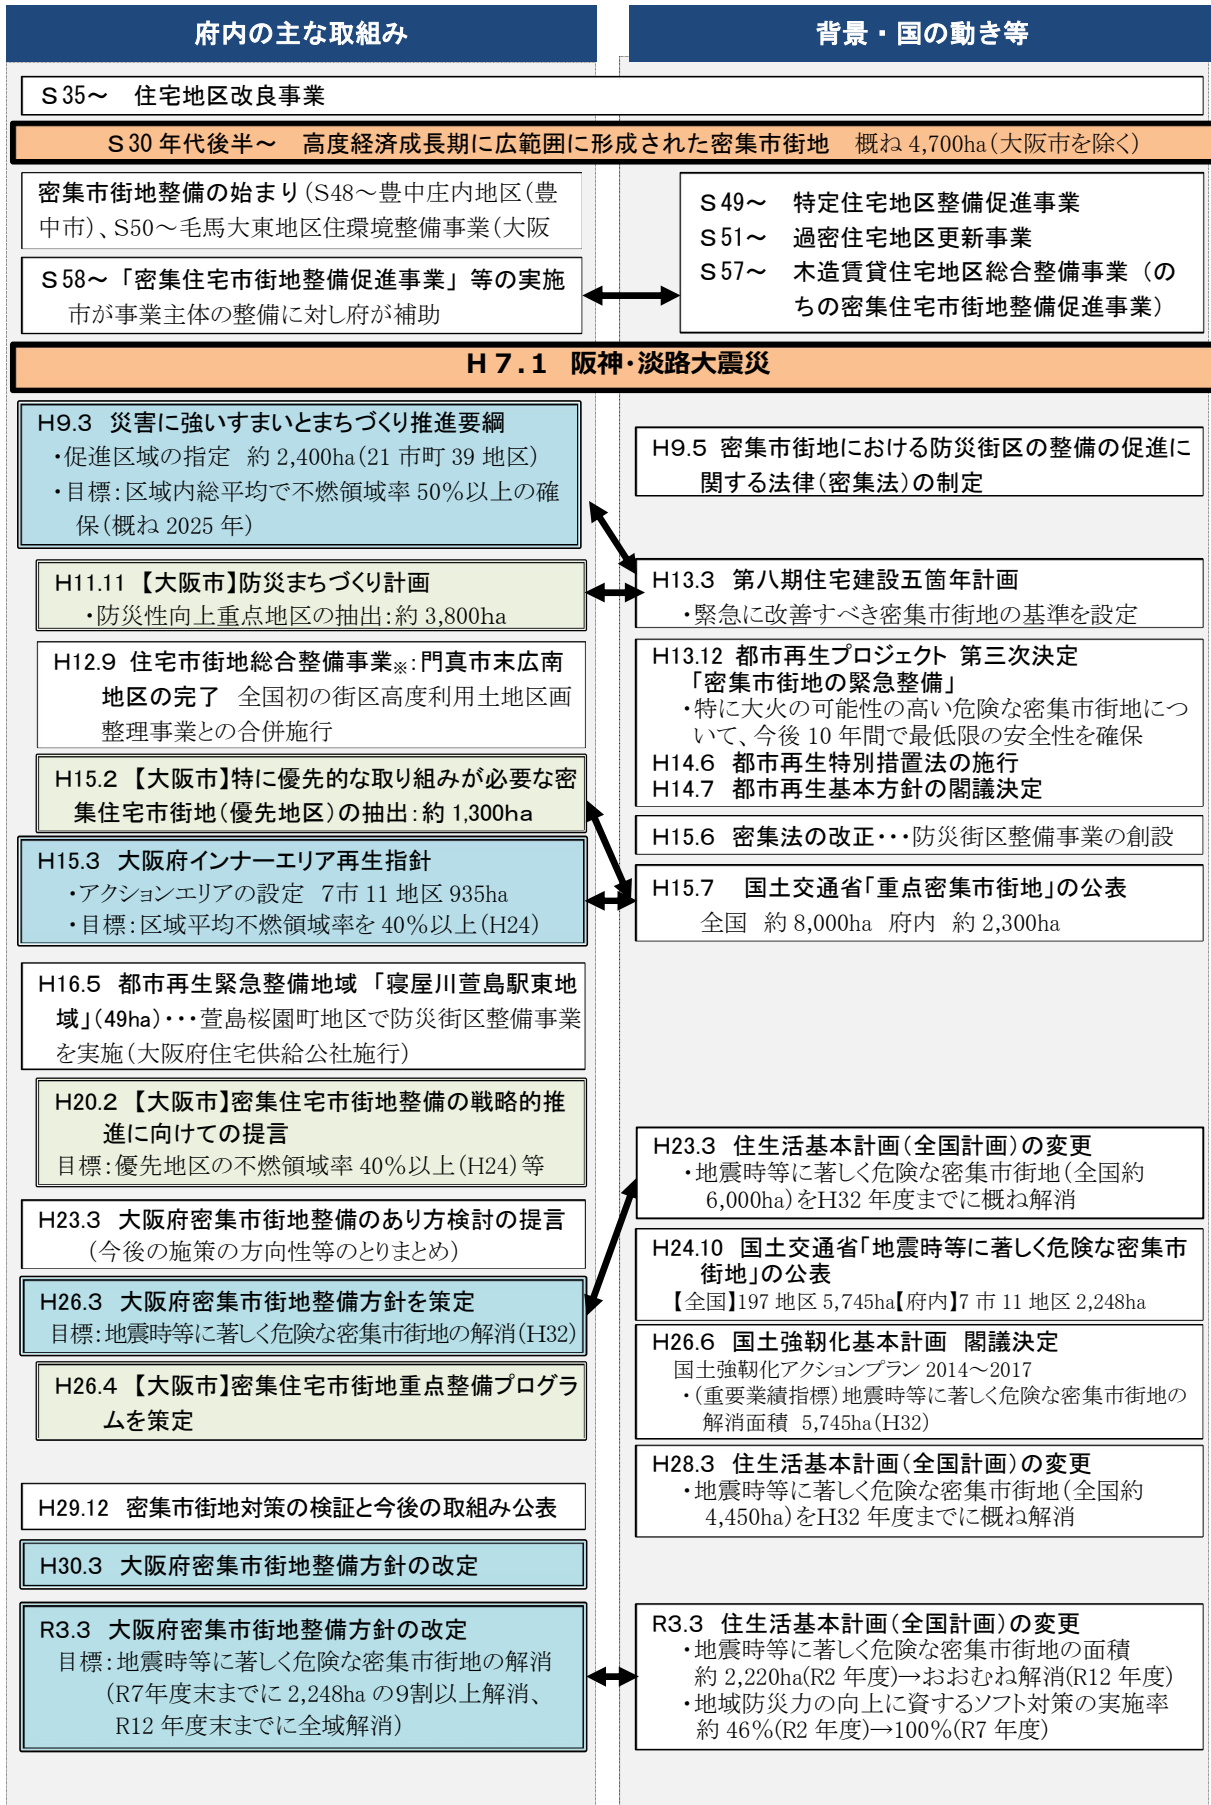 府内の主な取組み
背景・国の動き等
S35～　住宅地区改良事業
S30 年代後半～　高度経済成長期に広範囲に形成された密集市街地　概ね 4,700ha（大阪市を除く）
密集市街地整備の始まり（S48～豊中庄内地区（豊
中市）、S50～毛馬大東地区住環境整備事業（大阪
S58～「密集住宅市街地整備促進事業」等の実施
市が事業主体の整備に対し府が補助
S49～　特定住宅地区整備促進事業
S51～　過密住宅地区更新事業
S57～　木造賃貸住宅地区総合整備事業（の
ちの密集住宅市街地整備促進事業）
H7.1　阪神・淡路大震災
H9.3　災害に強いすまいとまちづくり推進要綱
・促進区域の指定　約 2,400ha（21 市町 39 地区）
・目標：区域内総平均で不燃領域率 50％以上の確
保（概ね 2025 年）
H11.11 【大阪市】防災まちづくり計画
・防災性向上重点地区の抽出：約 3,800ha
H12.9　住宅市街地総合整備事業※：門真市末広南
地区の完了　全国初の街区高度利用土地区画
整理事業との合併施行
H15.2 【大阪市】特に優先的な取り組みが必要な密
集住宅市街地（優先地区）の抽出：約 1,300ha
H15.3　大阪府インナーエリア再生指針
・アクションエリアの設定　7市 11 地区 935ha
・目標：区域平均不燃領域率を 40％以上（H24）
H16.5　都市再生緊急整備地域　「寝屋川萱島駅東地
域」（49ha）・・・萱島桜園町地区で防災街区整備事業
を実施（大阪府住宅供給公社施行）
H20.2 【大阪市】密集住宅市街地整備の戦略的推
進に向けての提言
目標：優先地区の不燃領域率 40％以上（H24）等
H23.3　大阪府密集市街地整備のあり方検討の提言
（今後の施策の方向性等のとりまとめ）
H26.3　大阪府密集市街地整備方針を策定
目標：地震時等に著しく危険な密集市街地の解消（H32）
H26.4 【大阪市】密集住宅市街地重点整備プログラ
ムを策定
H29.12　密集市街地対策の検証と今後の取組み公表
H30.3　大阪府密集市街地整備方針の改定
R3.3　大阪府密集市街地整備方針の改定
目標：地震時等に著しく危険な密集市街地の解消
（R7年度末までに 2,248ha の9割以上解消、
R12 年度末までに全域解消）
H9.5　密集市街地における防災街区の整備の促進に
関する法律（密集法）の制定
H13.3　第八期住宅建設五箇年計画
・緊急に改善すべき密集市街地の基準を設定
H13.12　都市再生プロジェクト　第三次決定
「密集市街地の緊急整備」
・特に大火の可能性の高い危険な密集市街地につ
いて、今後 10 年間で最低限の安全性を確保
H14.6　都市再生特別措置法の施行
H14.7　都市再生基本方針の閣議決定
H15.6　密集法の改正・・・防災街区整備事業の創設
H15.7　国土交通省「重点密集市街地」の公表
全国　約 8,000ha　府内　約 2,300ha
H23.3　住生活基本計画（全国計画）の変更
・地震時等に著しく危険な密集市街地（全国約
6,000ha）をH32 年度までに概ね解消
H24.10　国土交通省「地震時等に著しく危険な密集市
街地」の公表
【全国】197 地区 5,745ha【府内】7 市 11 地区 2,248ha
H26.6　国土強靭化基本計画　閣議決定
国土強靭化アクションプラン 2014～2017
・（重要業績指標）地震時等に著しく危険な密集市街地の
解消面積　5,745ha（H32）
H28.3　住生活基本計画（全国計画）の変更
・地震時等に著しく危険な密集市街地（全国約
4,450ha）をH32 年度までに概ね解消
R3.3　住生活基本計画（全国計画）の変更
・地震時等に著しく危険な密集市街地の面積
約 2,220ha(R2 年度)→おおむね解消(R12 年度)
・地域防災力の向上に資するソフト対策の実施率
約 46％(R2 年度)→100％(R7 年度)